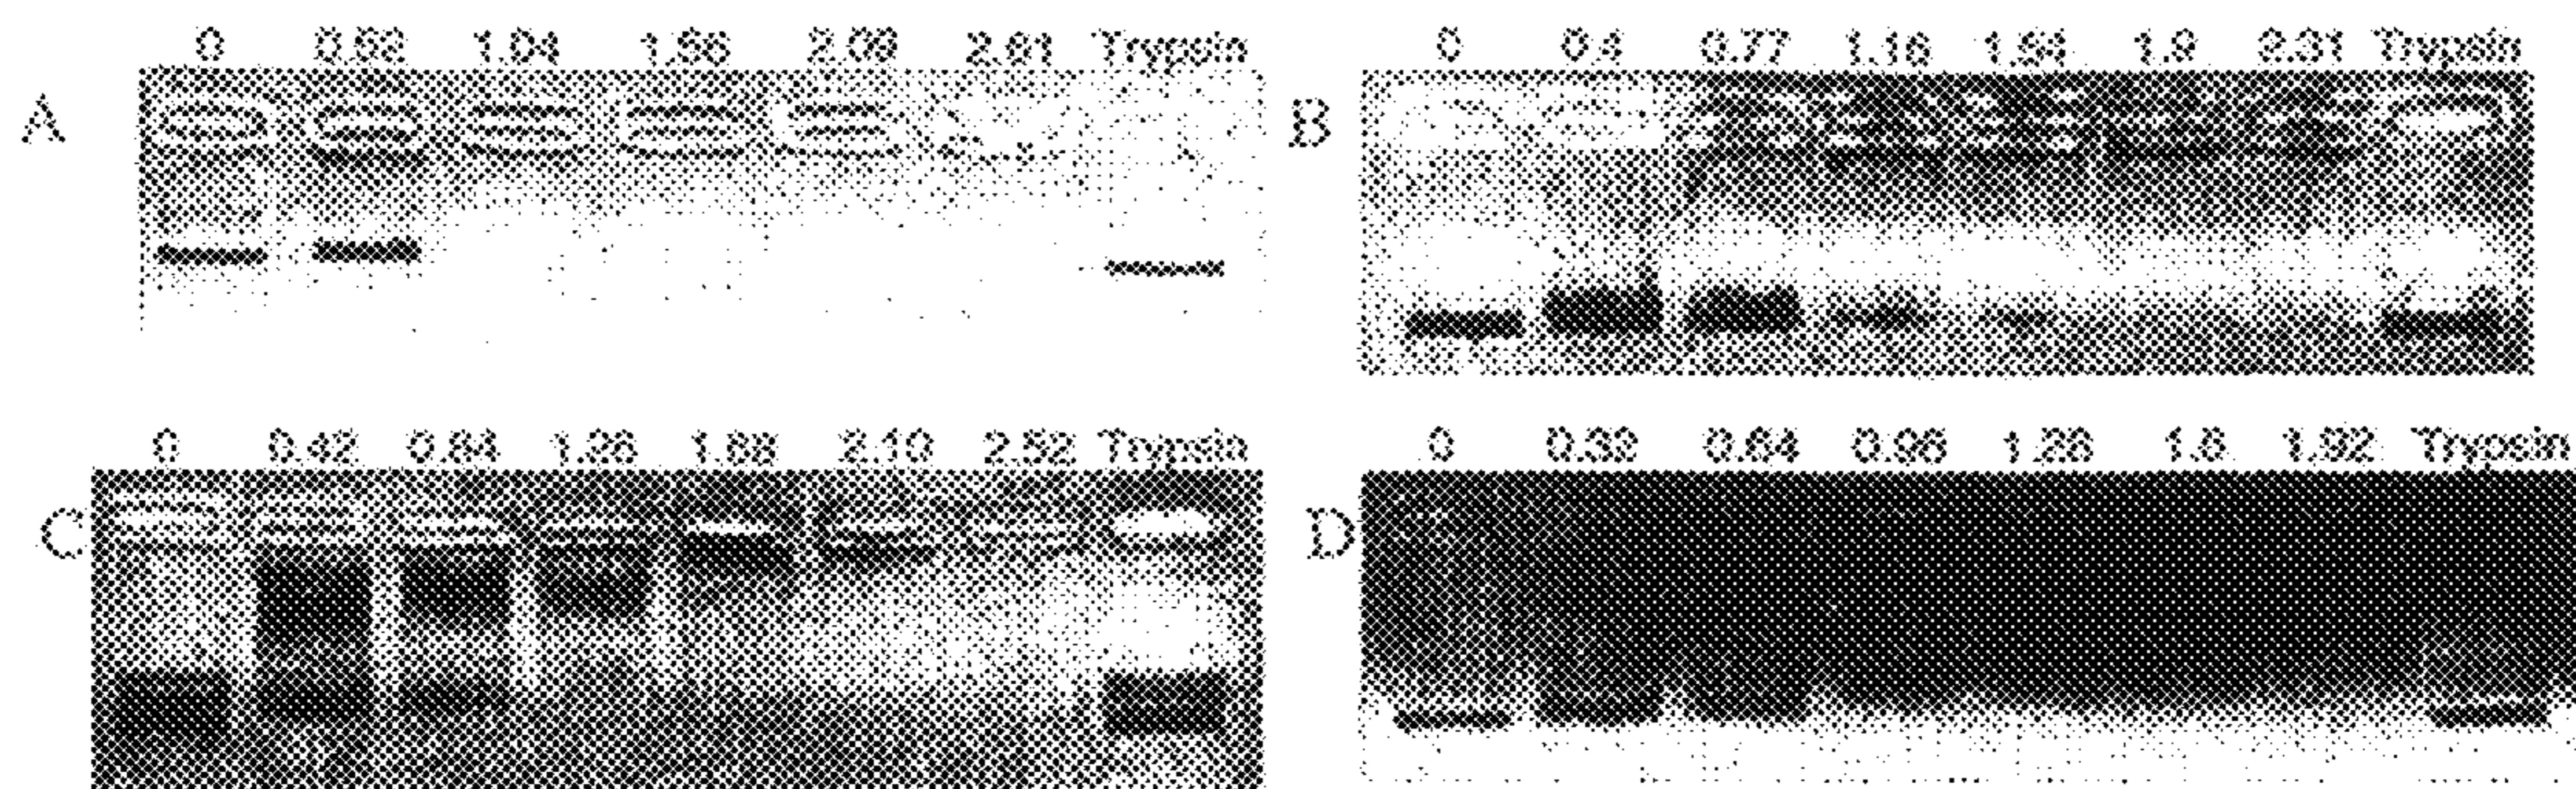 0 0.52 1.04 1.56 2.08 2.61 Trypsin
A
0 0.4 0.77 1.16 1.54 1.9 2.31 Trypsin
B
0 0.42 0.84 1.26 1.68 2.10 2.52 Trypsin
C
0 0.32 0.64 0.96 1.28 1.6 1.92 Trypsin
D